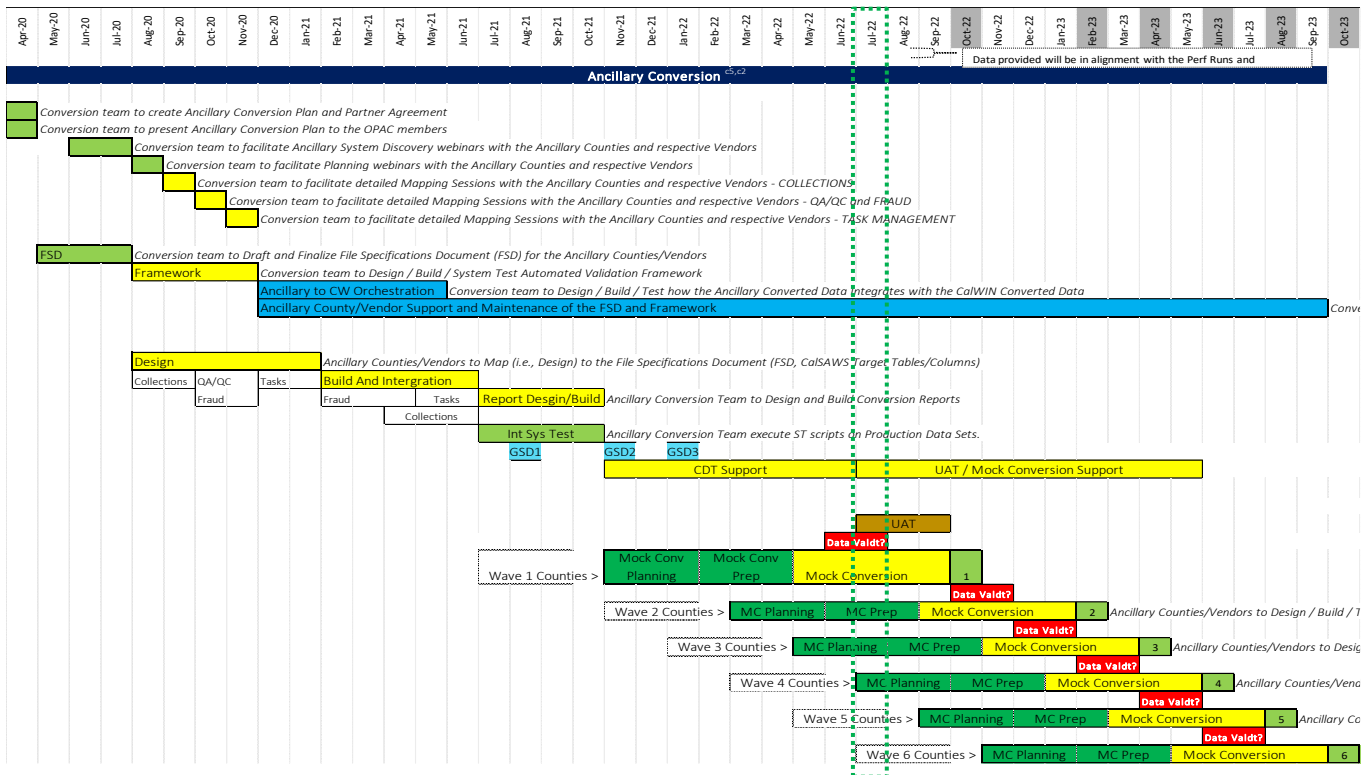 Apr-20 May-20 Jun-20 Jul-20 Aug-20 Sep-20 Oct-20 Nov-20 Dec-20 Jan-21 Feb-21 Mar-21 Apr-21 May-21 Jun-21 Jul-21 Aug-21 Sep-21 Oct-21 Nov-21 Dec-21 Jan-22 Feb-22 Mar-22 Apr-22 May-22 Jun-22 Jul-22 Aug-22 Sep-22 Oct-22 Nov-22 Dec-22 Feb-23 Mar-23 Apr-23 May-23 Jun-23 Jul-23 Aug-23 Sep-23 Oct-23
Data provided will be in alignment with the Perf Runs and
Ancillary Conversion c5,c2
Conversion team to create Ancillary Conversion Plan and Partner Agreement
Conversion team to present Ancillary Conversion Plan to the OPAC members
Conversion team to facilitate Ancillary System Discovery webinars with the Ancillary Counties and respective Vendors
Conversion team to facilitate Planning webinars with the Ancillary Counties and respective Vendors
Conversion team to facilitate detailed Mapping Sessions with the Ancillary Counties and respective Vendors - COLLECTIONS
Conversion team to facilitate detailed Mapping Sessions with the Ancillary Counties and respective Vendors - QA/QC and FRAUD
Conversion team to facilitate detailed Mapping Sessions with the Ancillary Counties and respective Vendors - TASK MANAGEMENT
FSD Conversion team to Draft and Finalize File Specifications Document (FSD) for the Ancillary Counties/Vendors
Framework Conversion team to Design / Build / System Test Automated Validation Framework
Ancillary to CW Orchestration Conversion team to Design / Build / Test how the Ancillary Converted Data Integrates with the CalWIN Converted Data
Ancillary County/Vendor Support and Maintenance of the FSD and Framework Conve
Design Ancillary Counties/Vendors to Map (i.e., Design) to the File Specifications Document (FSD, CalSAWS Target Tables/Columns)
Collections QA/QC Tasks Build And Intergration
Fraud Fraud Tasks Report Desgin/Build Ancillary Conversion Team to Design and Build Conversion Reports
Collections
Int Sys Test Ancillary Conversion Team execute ST scripts on Production Data Sets.
GSD1 GSD2 GSD3
CDT Support UAT / Mock Conversion Support
UAT
Data Valdt?
Mock Conv Mock Conv
Wave 1 Counties > Planning Prep Mock Conversion 1
Data Valdt?
Wave 2 Counties > MC Planning MC Prep Mock Conversion 2 Ancillary Counties/Vendors to Design / Build / T
Data Valdt?
Wave 3 Counties > MC Planning MC Prep Mock Conversion 3 Ancillary Counties/Vendors to Desig
Data Valdt?
Wave 4 Counties > MC Planning MC Prep Mock Conversion 4 Ancillary Counties/Vend
Data Valdt?
Wave 5 Counties > MC Planning MC Prep Mock Conversion 5 Ancillary Co
Data Valdt?
Wave 6 Counties > MC Planning MC Prep Mock Conversion 6